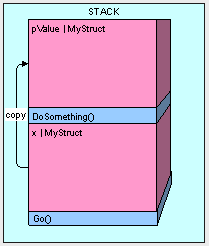 STACK
pValue | MyStruct
copy
DoSomething()
x | MyStruct
Go()